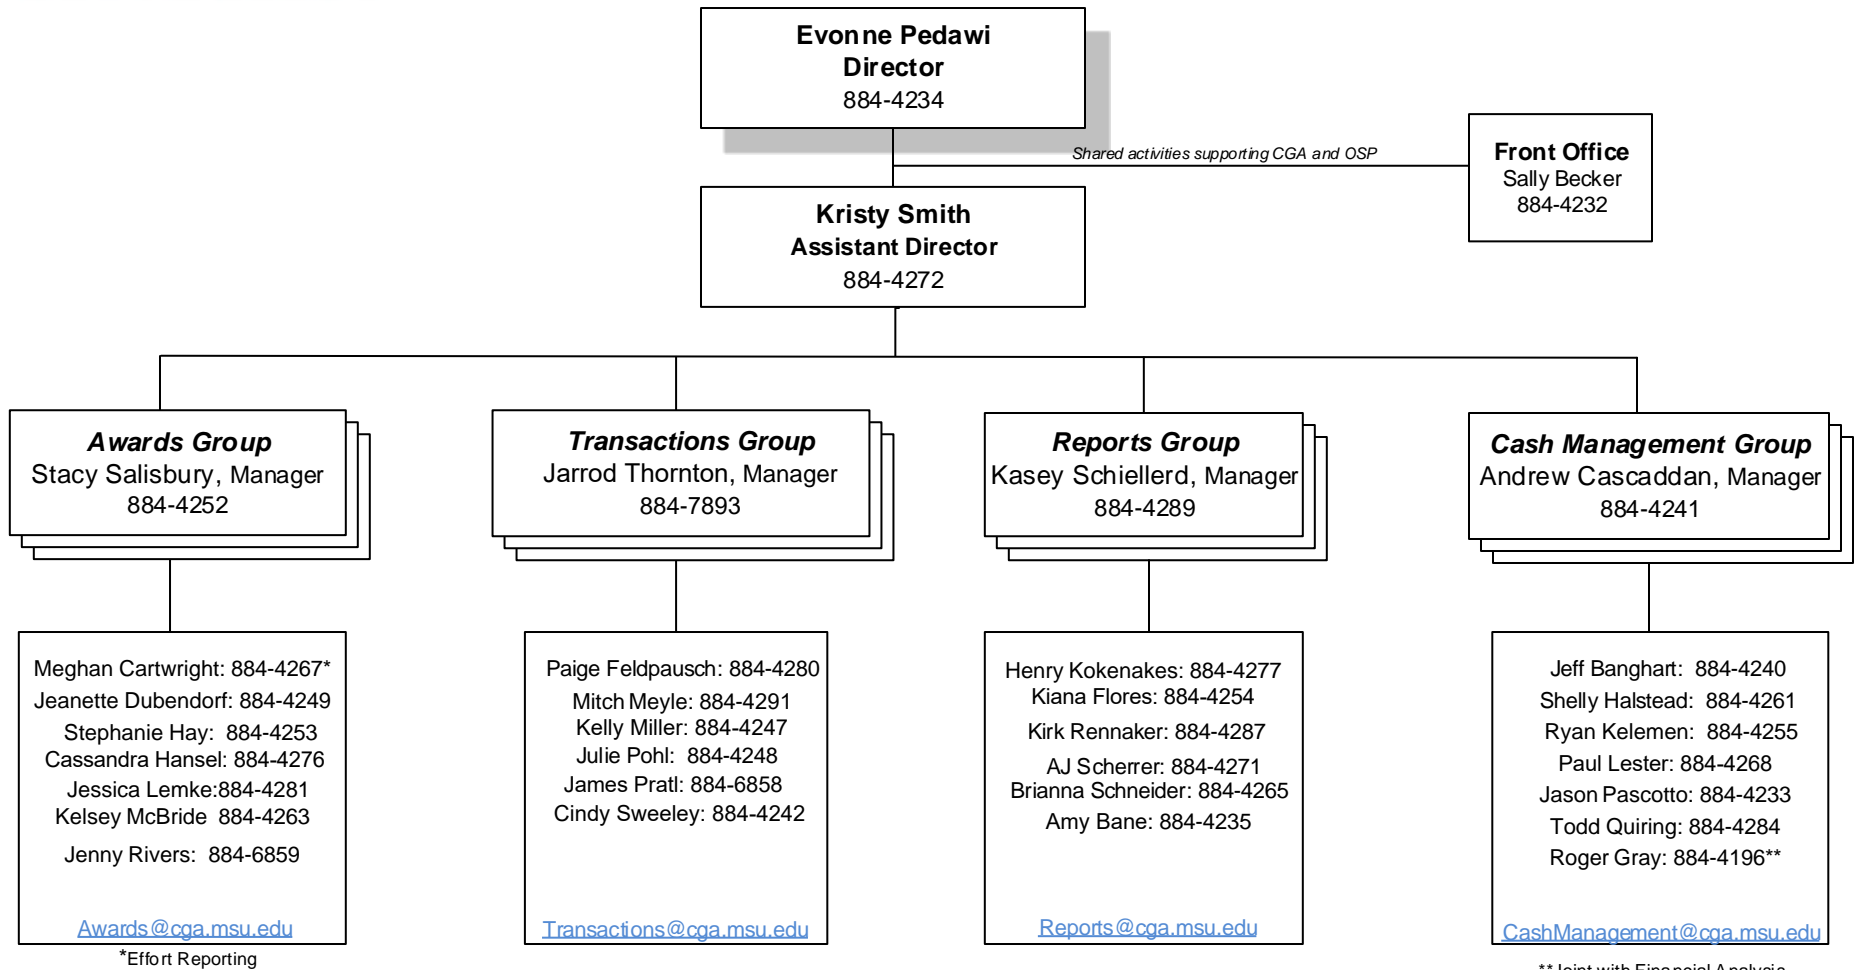 Evonne Pedawi
Director
884-4234
Shared activities supporting CGA and OSP
Front Office
Sally Becker
884-4232
Kristy Smith
Assistant Director
884-4272
Awards Group
Stacy Salisbury, Manager
884-4252
Transactions Group
Jarrod Thornton, Manager
884-7893
Reports Group
Kasey Schiellerd, Manager
884-4289
Cash Management Group
Andrew Cascaddan, Manager
884-4241
Meghan Cartwright: 884-4267*
Jeanette Dubendorf: 884-4249
Stephanie Hay: 884-4253
Cassandra Hansel: 884-4276
Jessica Lemke:884-4281
Kelsey McBride 884-4263
Jenny Rivers: 884-6859
Awards@cga.msu.edu
*Effort Reporting
Paige Feldpausch: 884-4280
Mitch Meyle: 884-4291
Kelly Miller: 884-4247
Julie Pohl: 884-4248
James Pratl: 884-6858
Cindy Sweeley: 884-4242
Transactions@cga.msu.edu
Henry Kokenakes: 884-4277
Kiana Flores: 884-4254
Kirk Rennaker: 884-4287
AJ Scherrer: 884-4271
Brianna Schneider: 884-4265
Amy Bane: 884-4235
Reports@cga.msu.edu
Jeff Banghart: 884-4240
Shelly Halstead: 884-4261
Ryan Kelemen: 884-4255
Paul Lester: 884-4268
Jason Pascotto: 884-4233
Todd Quiring: 884-4284
Roger Gray: 884-4196**
CashManagement@cga.msu.edu
**Joint with Financial Analysis